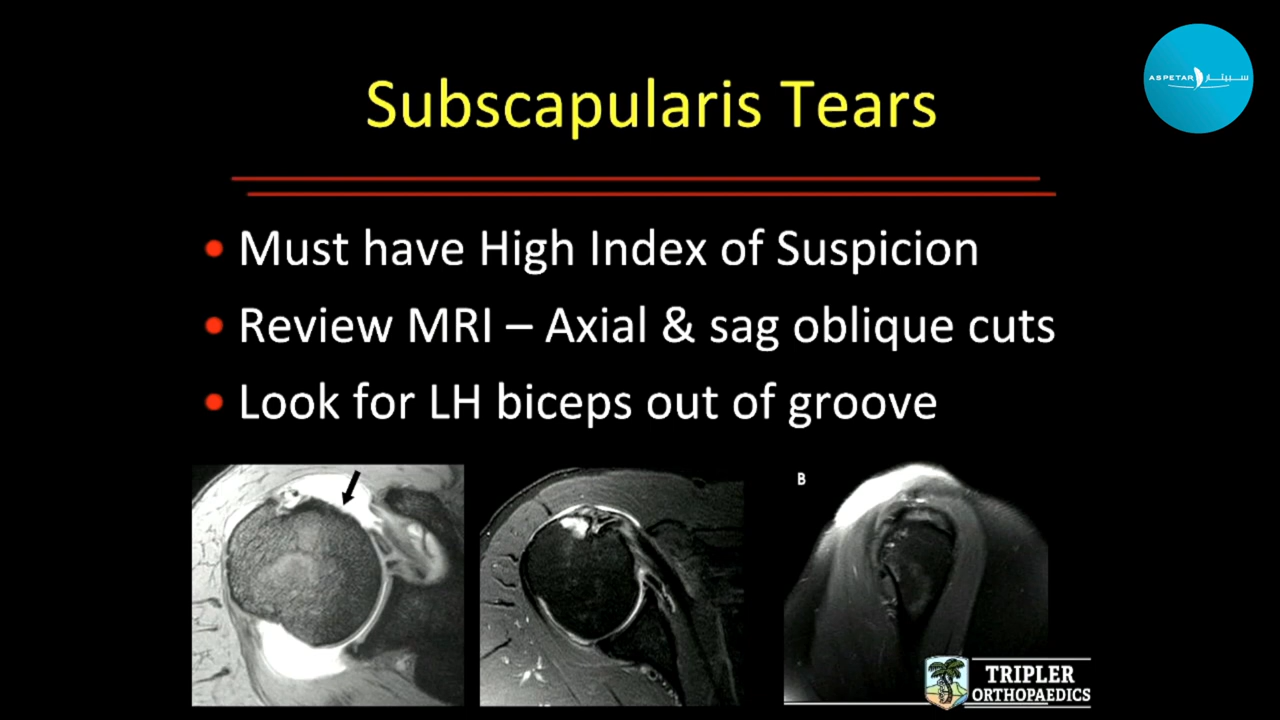 ASPETAR سبيتار
Subscapularis Tears
Must have High Index of Suspicion
Review MRI – Axial & sag oblique cuts
Look for LH biceps out of groove
B
TRIPLER
ORTHOPAEDICS